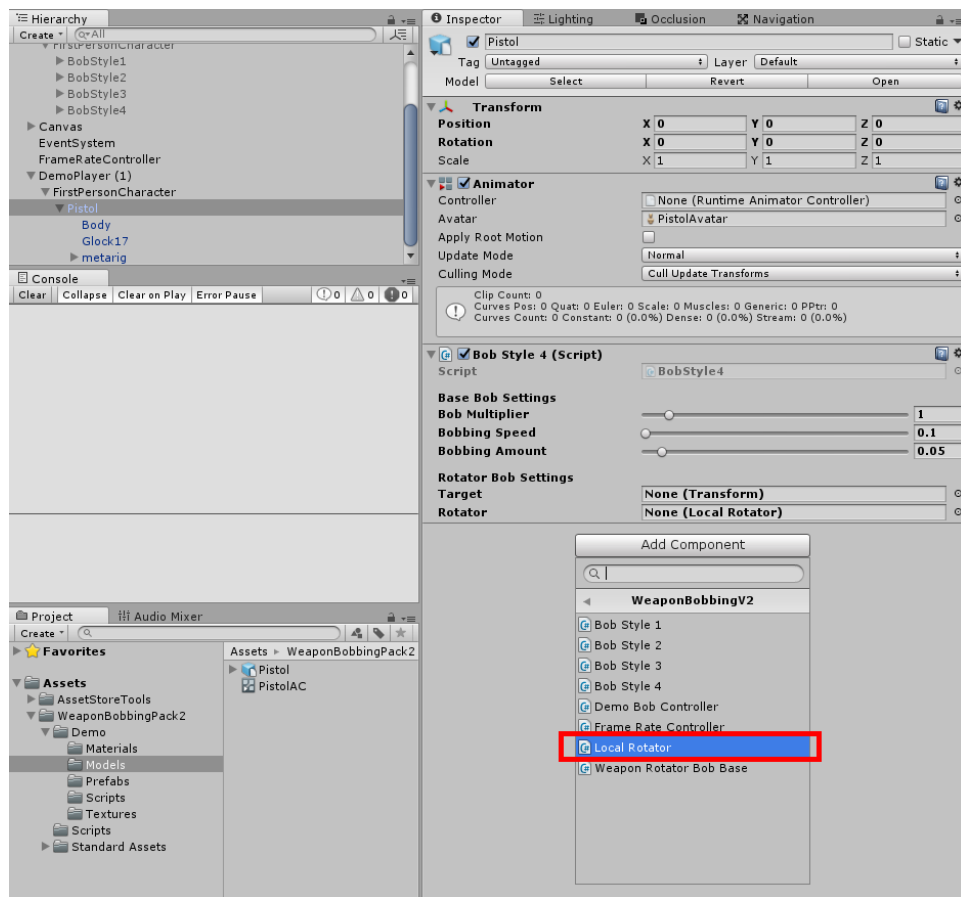 Hierarchy
Create
All
FirstPersonCharacter
BobStyle1
BobStyle2
BobStyle3
BobStyle4
Canvas
EventSystem
FrameRateController
DemoPlayer (1)
FirstPersonCharacter
Pistol
Body
Glock17
metarig
Console
Clear Collapse Clear on Play Error Pause 0 0 0
Project Audio Mixer
Create
Favorites
Assets
AssetStoreTools
WeaponBobbingPack2
Demo
Materials
Models
Prefabs
Scripts
Textures
Scripts
Standard Assets
Assets WeaponBobbingPack2
Pistol
PistolAC
Inspector Lighting Occlusion Navigation
Pistol Static
Tag Untagged Layer Default
Model Select Revert Open
Transform
Position X 0 Y 0 Z 0
Rotation X 0 Y 0 Z 0
Scale X 1 Y 1 Z 1
Animator
Controller None (Runtime Animator Controller)
Avatar PistolAvatar
Apply Root Motion
Update Mode Normal
Culling Mode Cull Update Transforms
Clip Count: 0
Curves Pos: 0 Quat: 0 Euler: 0 Scale: 0 Muscles: 0 Generic: 0 PPtr: 0
Curves Count: 0 Constant: 0 (0.0%) Dense: 0 (0.0%) Stream: 0 (0.0%)
Bob Style 4 (Script)
Script BobStyle4
Base Bob Settings
Bob Multiplier 1
Bobbing Speed 0.1
Bobbing Amount 0.05
Rotator Bob Settings
Target None (Transform)
Rotator None (Local Rotator)
Add Component
WeaponBobbingV2
Bob Style 1
Bob Style 2
Bob Style 3
Bob Style 4
Demo Bob Controller
Frame Rate Controller
Local Rotator
Weapon Rotator Bob Base